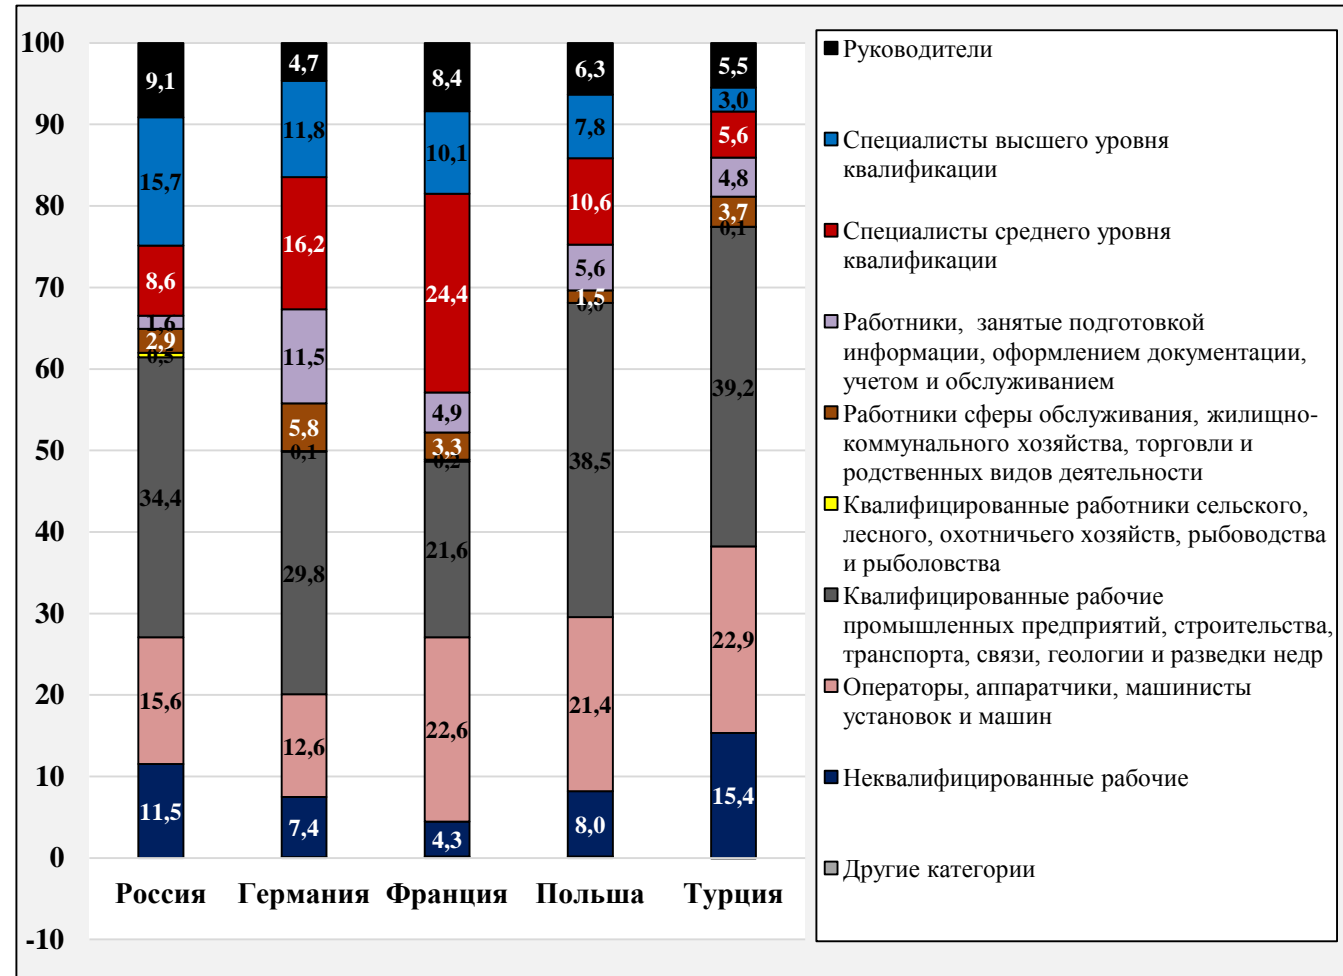 100
90
80
70
60
50
40
30
20
10
0
-10
9,1
15,7
8,6
1,6
2,9
0,5
34,4
15,6
11,5
4,7
11,8
16,2
11,5
5,8
0,1
29,8
12,6
7,4
8,4
10,1
24,4
4,9
3,3
0,2
21,6
22,6
4,3
6,3
7,8
10,6
5,6
1,5
0,0
38,5
21,4
8,0
5,5
3,0
5,6
4,8
3,7
0,1
39,2
22,9
15,4
Россия Германия Франция Польша Турция
Руководители
Специалисты высшего уровня
квалификации
Специалисты среднего уровня
квалификации
Работники, занятые подготовкой
информации, оформлением документации,
учетом и обслуживанием
Работники сферы обслуживания, жилищно-
коммунального хозяйства, торговли и
родственных видов деятельности
Квалифицированные работники сельского,
лесного, охотничьего хозяйств, рыбоводства
и рыболовства
Квалифицированные рабочие
промышленных предприятий, строительства,
транспорта, связи, геологии и разведки недр
Операторы, аппаратчики, машинисты
установок и машин
Неквалифицированные рабочие
Другие категории